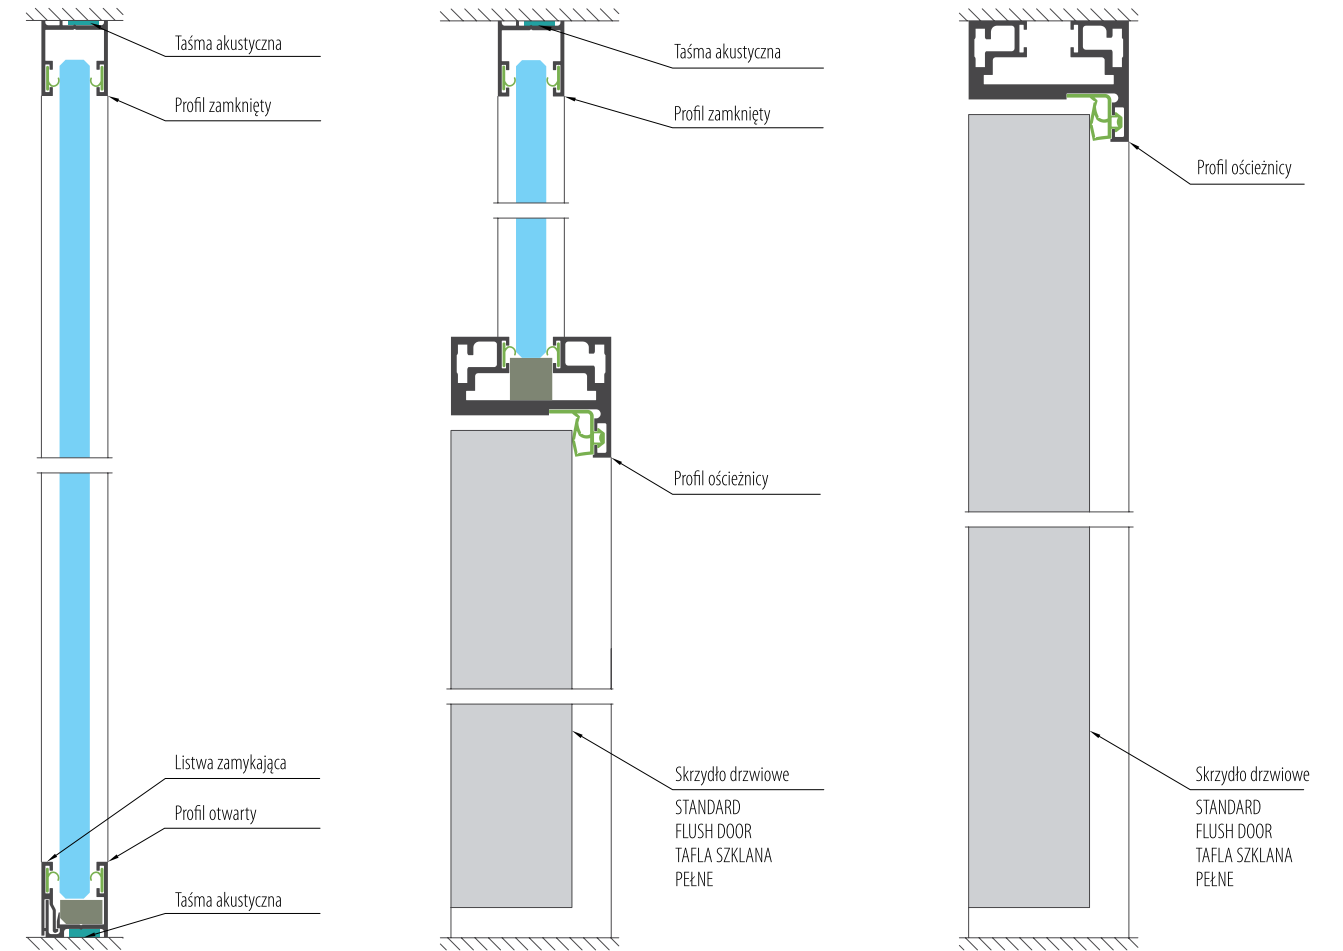 Taśma akustyczna
Profil zamknięty
Listwa zamykająca
Profil otwarty
Taśma akustyczna
Taśma akustyczna
Profil zamknięty
Profil ościeżnicy
Skrzydło drzwiowe
STANDARD
FLUSH DOOR
TAFLA SZKLANA
PEŁNE
Profil ościeżnicy
Skrzydło drzwiowe
STANDARD
FLUSH DOOR
TAFLA SZKLANA
PEŁNE